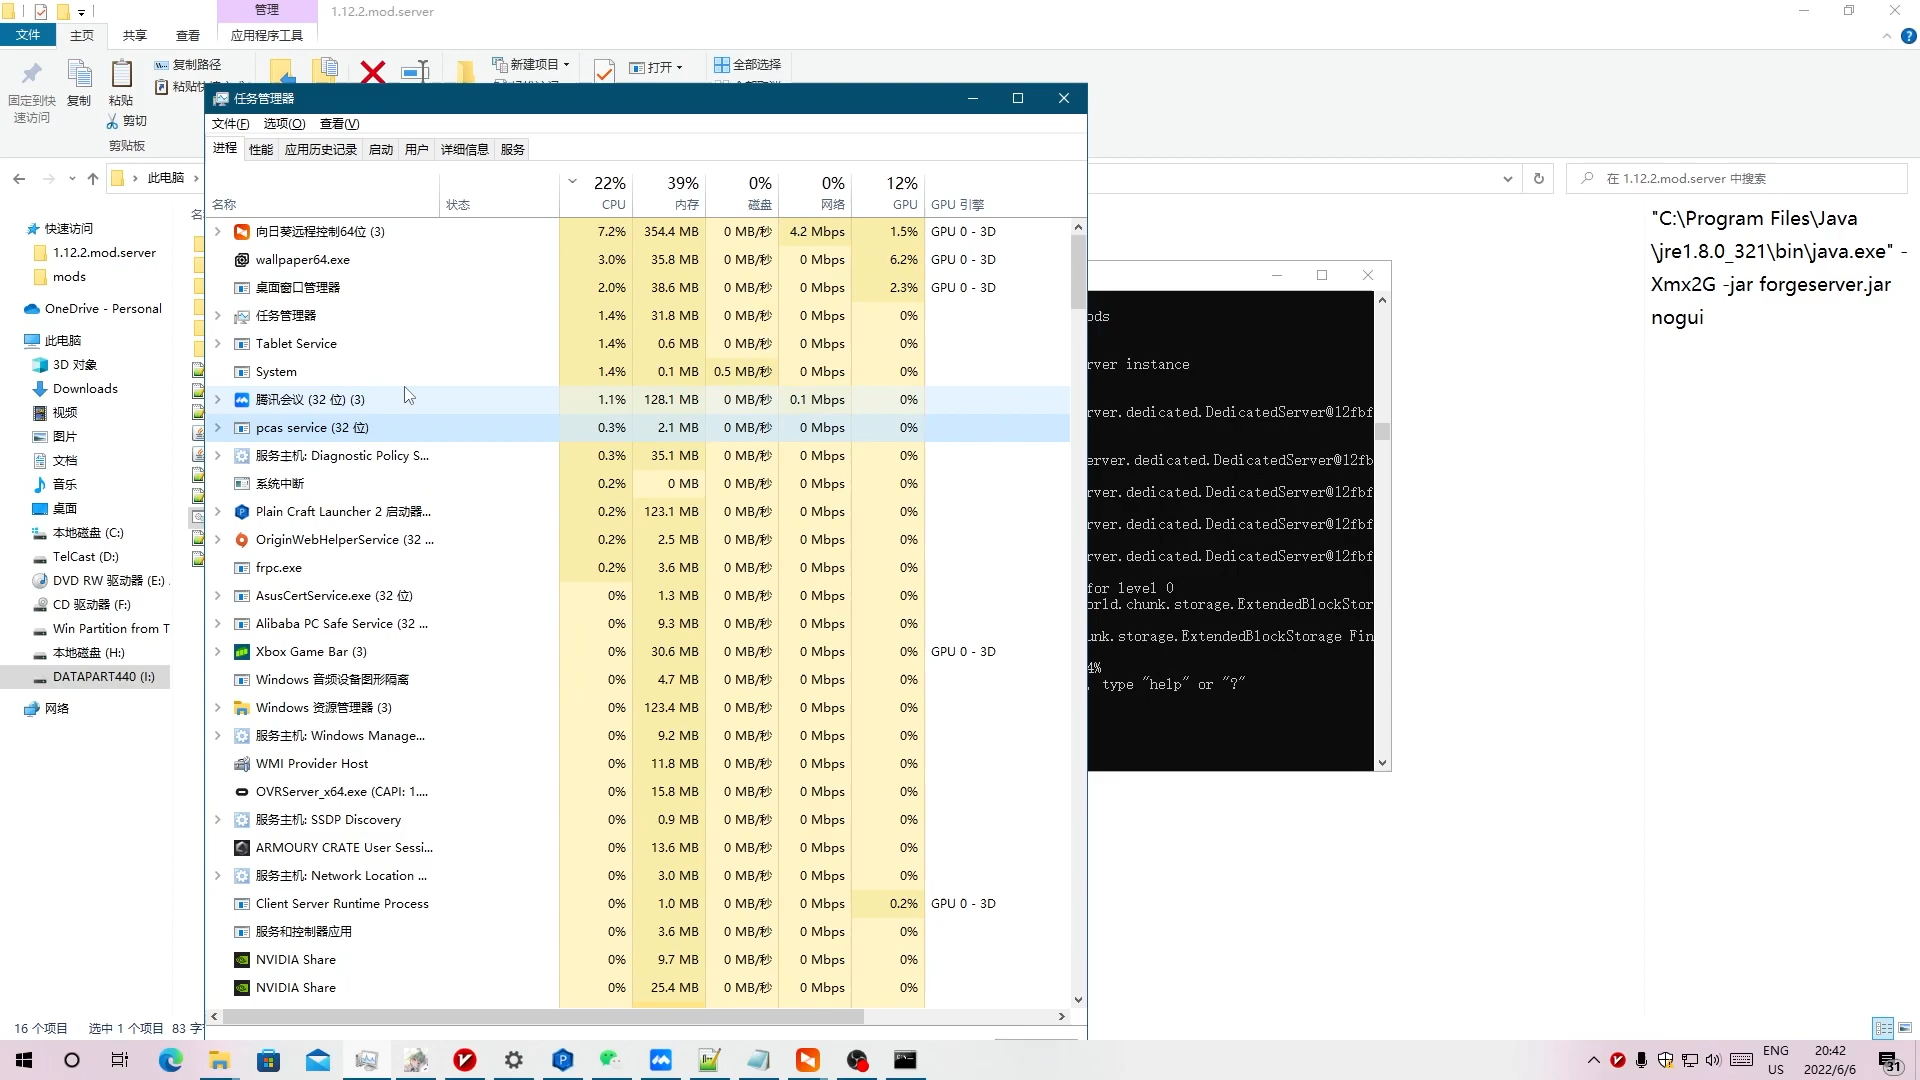 管理
1.12.2.mod.server
文件
主页
共享
查看
应用程序工具
固定到快
速访问
复制
粘贴
复制路径
剪切
剪贴板
新建项目
打开
全部选择
此电脑
在 1.12.2.mod.server 中搜索
快速访问
1.12.2.mod.server
mods
OneDrive - Personal
此电脑
3D 对象
Downloads
视频
图片
文档
音乐
桌面
本地磁盘 (C:)
TelCast (D:)
DVD RW 驱动器 (E:)
CD 驱动器 (F:)
Win Partition from T
本地磁盘 (H:)
DATAPART440 (I:)
网络
16 个项目 选中 1 个项目 83 字
任务管理器
文件(F) 选项(O) 查看(V)
进程 性能 应用历史记录 启动 用户 详细信息 服务
22% 39% 0% 0% 12%
名称 状态 CPU 内存 磁盘 网络 GPU GPU 引擎
向日葵远程控制64位 (3) 7.2% 354.4 MB 0 MB/秒 4.2 Mbps 1.5% GPU 0 - 3D
wallpaper64.exe 3.0% 35.8 MB 0 MB/秒 0 Mbps 6.2% GPU 0 - 3D
桌面窗口管理器 2.0% 38.6 MB 0 MB/秒 0 Mbps 2.3% GPU 0 - 3D
任务管理器 1.4% 31.8 MB 0 MB/秒 0 Mbps 0%
Tablet Service 1.4% 0.6 MB 0 MB/秒 0 Mbps 0%
System 1.4% 0.1 MB 0.5 MB/秒 0 Mbps 0%
腾讯会议 (32 位) (3) 1.1% 128.1 MB 0 MB/秒 0.1 Mbps 0%
pcas service (32 位) 0.3% 2.1 MB 0 MB/秒 0 Mbps 0%
服务主机: Diagnostic Policy S... 0.3% 35.1 MB 0 MB/秒 0 Mbps 0%
系统中断 0.2% 0 MB 0 MB/秒 0 Mbps 0%
Plain Craft Launcher 2 启动器... 0.2% 123.1 MB 0 MB/秒 0 Mbps 0%
OriginWebHelperService (32 ... 0.2% 2.5 MB 0 MB/秒 0 Mbps 0%
frpc.exe 0.2% 3.6 MB 0 MB/秒 0 Mbps 0%
AsusCertService.exe (32 位) 0% 1.3 MB 0 MB/秒 0 Mbps 0%
Alibaba PC Safe Service (32 ... 0% 9.3 MB 0 MB/秒 0 Mbps 0%
Xbox Game Bar (3) 0% 30.6 MB 0 MB/秒 0 Mbps 0% GPU 0 - 3D
Windows 音频设备图形隔离 0% 4.7 MB 0 MB/秒 0 Mbps 0%
Windows 资源管理器 (3) 0% 123.4 MB 0 MB/秒 0 Mbps 0%
服务主机: Windows Manage... 0% 9.2 MB 0 MB/秒 0 Mbps 0%
WMI Provider Host 0% 11.8 MB 0 MB/秒 0 Mbps 0%
OVRServer_x64.exe (CAPI: 1.... 0% 15.8 MB 0 MB/秒 0 Mbps 0%
服务主机: SSDP Discovery 0% 0.9 MB 0 MB/秒 0 Mbps 0%
ARMOURY CRATE User Sessi... 0% 13.6 MB 0 MB/秒 0 Mbps 0%
服务主机: Network Location ... 0% 3.0 MB 0 MB/秒 0 Mbps 0%
Client Server Runtime Process 0% 1.0 MB 0 MB/秒 0 Mbps 0.2% GPU 0 - 3D
服务和控制器应用 0% 3.6 MB 0 MB/秒 0 Mbps 0%
NVIDIA Share 0% 9.7 MB 0 MB/秒 0 Mbps 0%
NVIDIA Share 0% 25.4 MB 0 MB/秒 0 Mbps 0%
ods
rver instance
rver.dedicated.DedicatedServer@12fbf
erver.dedicated.DedicatedServer@12fb
rver.dedicated.DedicatedServer@12fbf
rver.dedicated.DedicatedServer@12fbf
rver.dedicated.DedicatedServer@12fbf
for level 0
orld.chunk.storage.ExtendedBlockStor
unk.storage.ExtendedBlockStorage Fin
4%
, type "help" or "?"
"C:\Program Files\Java
\jre1.8.0_321\bin\java.exe" -
Xmx2G -jar forgeserver.jar
nogui
ENG
US
20:42
2022/6/6
31